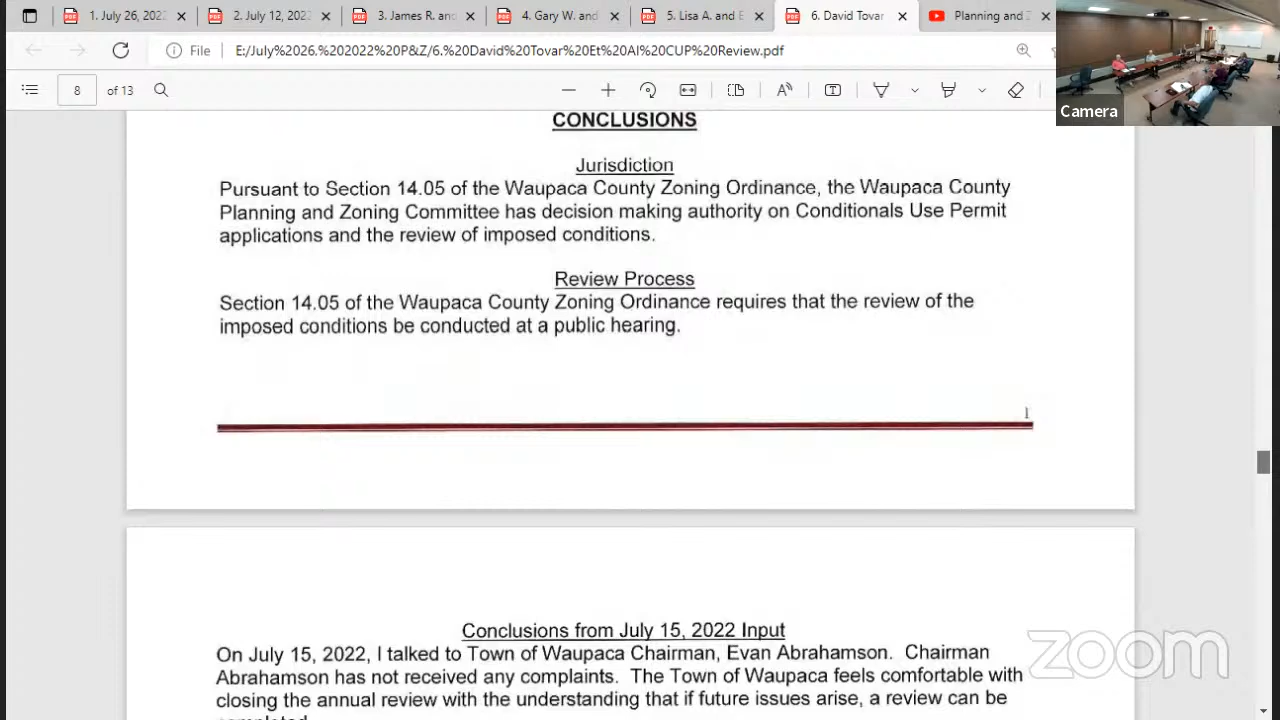 1. July 26, 2022
2. July 12, 2022
3. James R. and
4. Gary W. and
5. Lisa A. and E
6. David Tovar
Planning and Z
File
E:/July%2026.%202022%20P&Z/6.%20David%20Tovar%20Et%20Al%20CUP%20Review.pdf
8 of 13
Camera
CONCLUSIONS
Jurisdiction
Pursuant to Section 14.05 of the Waupaca County Zoning Ordinance, the Waupaca County
Planning and Zoning Committee has decision making authority on Conditionals Use Permit
applications and the review of imposed conditions.
Review Process
Section 14.05 of the Waupaca County Zoning Ordinance requires that the review of the
imposed conditions be conducted at a public hearing.
1
Conclusions from July 15, 2022 Input
On July 15, 2022, I talked to Town of Waupaca Chairman, Evan Abrahamson. Chairman
Abrahamson has not received any complaints. The Town of Waupaca feels comfortable with
closing the annual review with the understanding that if future issues arise, a review can be
completed
zoom